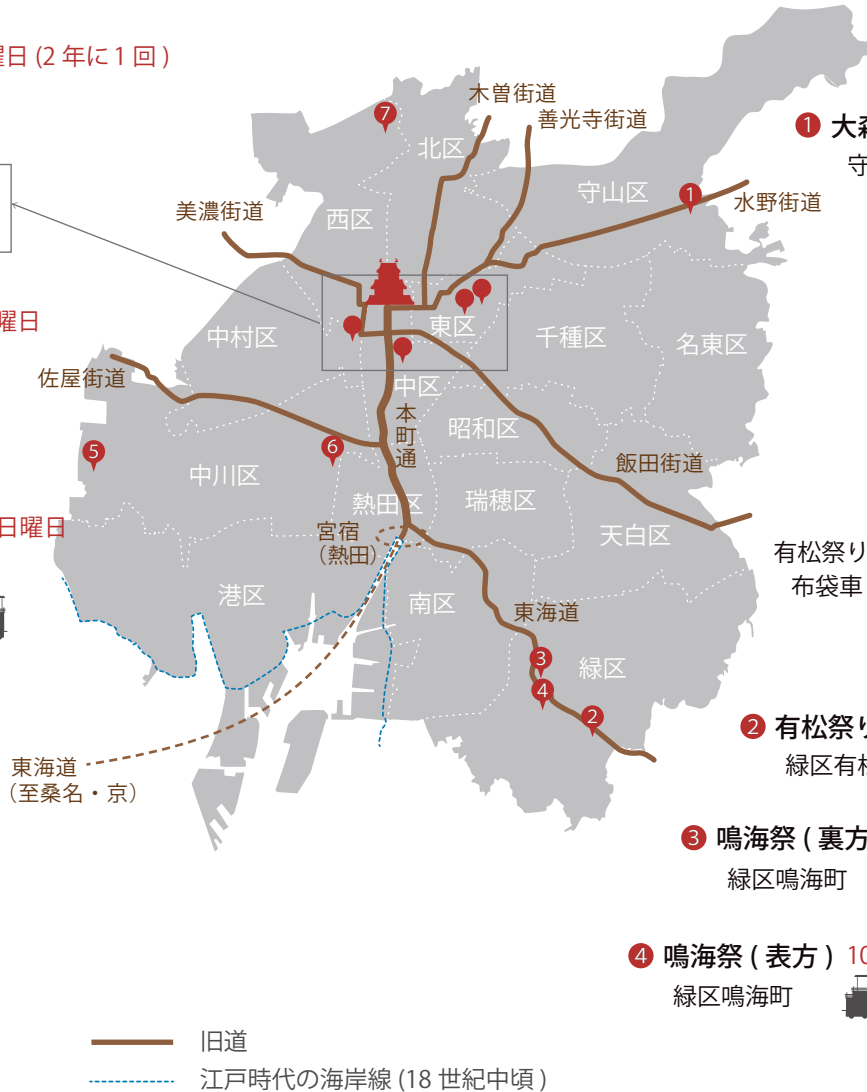 曜日 (2 年に 1 回 )
木曽街道
善光寺街道
7
北区
1 大森
守
守山区
1
水野街道
美濃街道
西区
曜日
中村区
東区
千種区
名東区
佐屋街道
中区
本町通
昭和区
5
6
中川区
飯田街道
熱田区
瑞穂区
日曜日
宮宿
（熱田）
天白区
有松祭り
布袋車
港区
南区
東海道
3
緑区
4
2
2 有松祭り
緑区有松
東海道
（至桑名・京）
3 鳴海祭 ( 裏方
緑区鳴海町
4 鳴海祭 ( 表方 ) 10
緑区鳴海町
旧道
江戸時代の海岸線 (18 世紀中頃 )